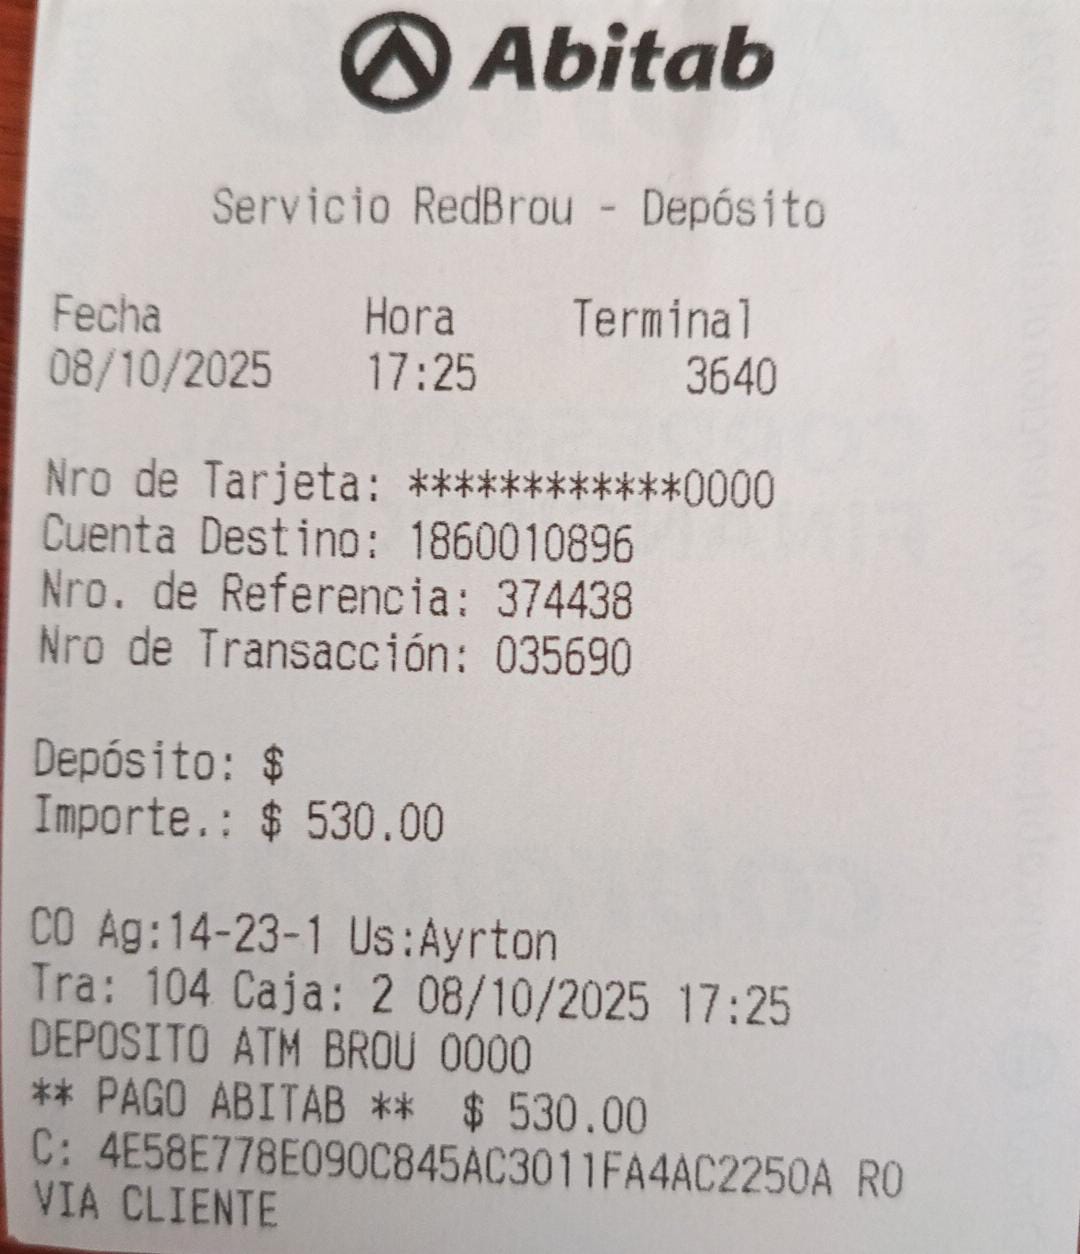 Abitab
Servicio RedBrou - Depósito
Fecha Hora Terminal
08/10/2025 17:25 3640
Nro de Tarjeta: ************0000
Cuenta Destino: 1860010896
Nro. de Referencia: 374438
Nro de Transacción: 035690
Depósito: $
Importe.: $ 530.00
CO Ag:14-23-1 Us:Ayrton
Tra: 104 Caja: 2 08/10/2025 17:25
DEPOSITO ATM BROU 0000
** PAGO ABITAB ** $ 530.00
C: 4E58E778E090C845AC3011FA4AC2250A RO
VIA CLIENTE